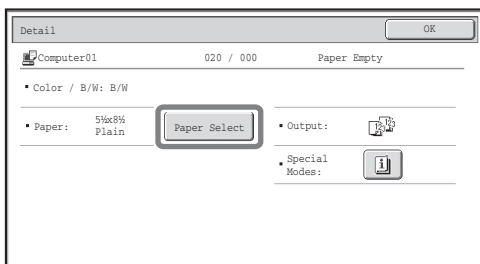 Detail
OK
Computer01 020 / 000 Paper Empty
▪ Color / B/W: B/W
▪ Paper: 5½x8½ Plain
Paper Select
▪ Output:
▪ Special Modes: